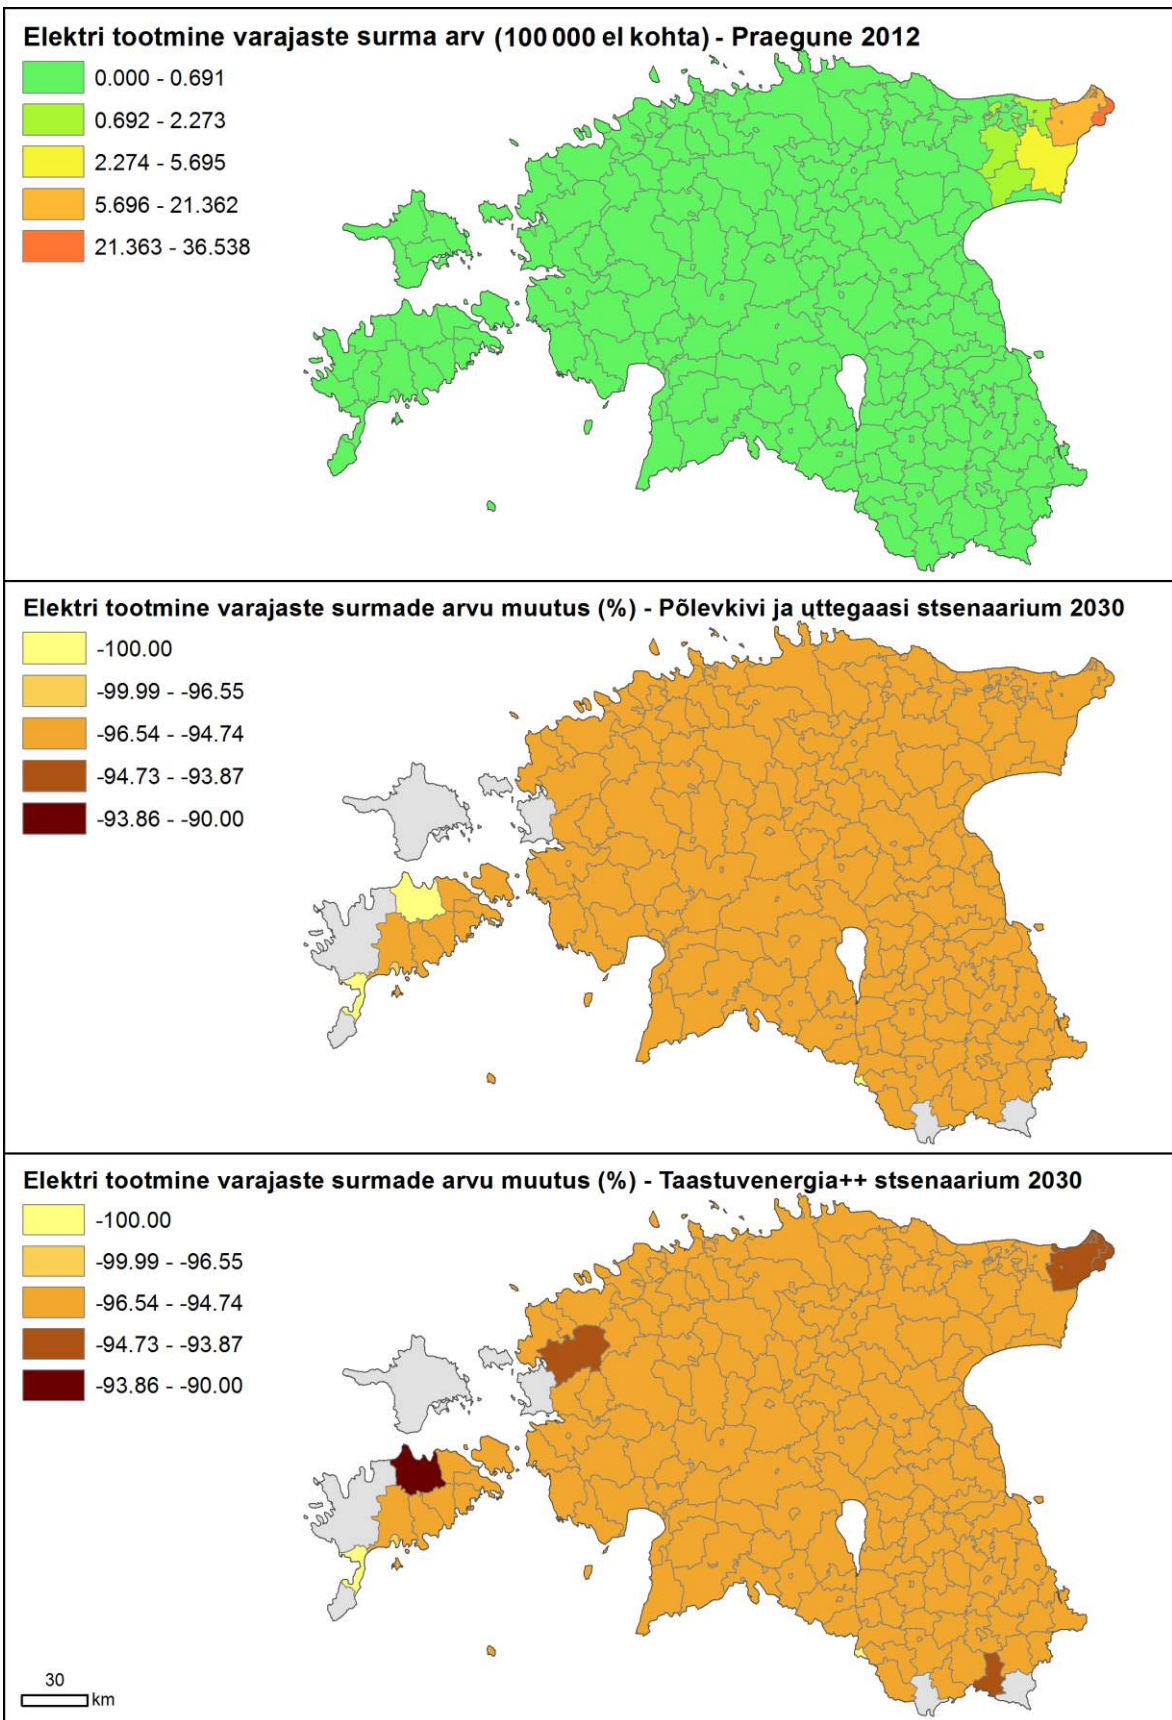 Elektri tootmine varajaste surma arv (100 000 el kohta) - Praegune 2012
0.000 - 0.691
0.692 - 2.273
2.274 - 5.695
5.696 - 21.362
21.363 - 36.538
Elektri tootmine varajaste surmade arvu muutus (%) - Põlevkivi ja uttegaasi stsenaarium 2030
-100.00
-99.99 - -96.55
-96.54 - -94.74
-94.73 - -93.87
-93.86 - -90.00
Elektri tootmine varajaste surmade arvu muutus (%) - Taastuvenergia++ stsenaarium 2030
-100.00
-99.99 - -96.55
-96.54 - -94.74
-94.73 - -93.87
-93.86 - -90.00
30
km